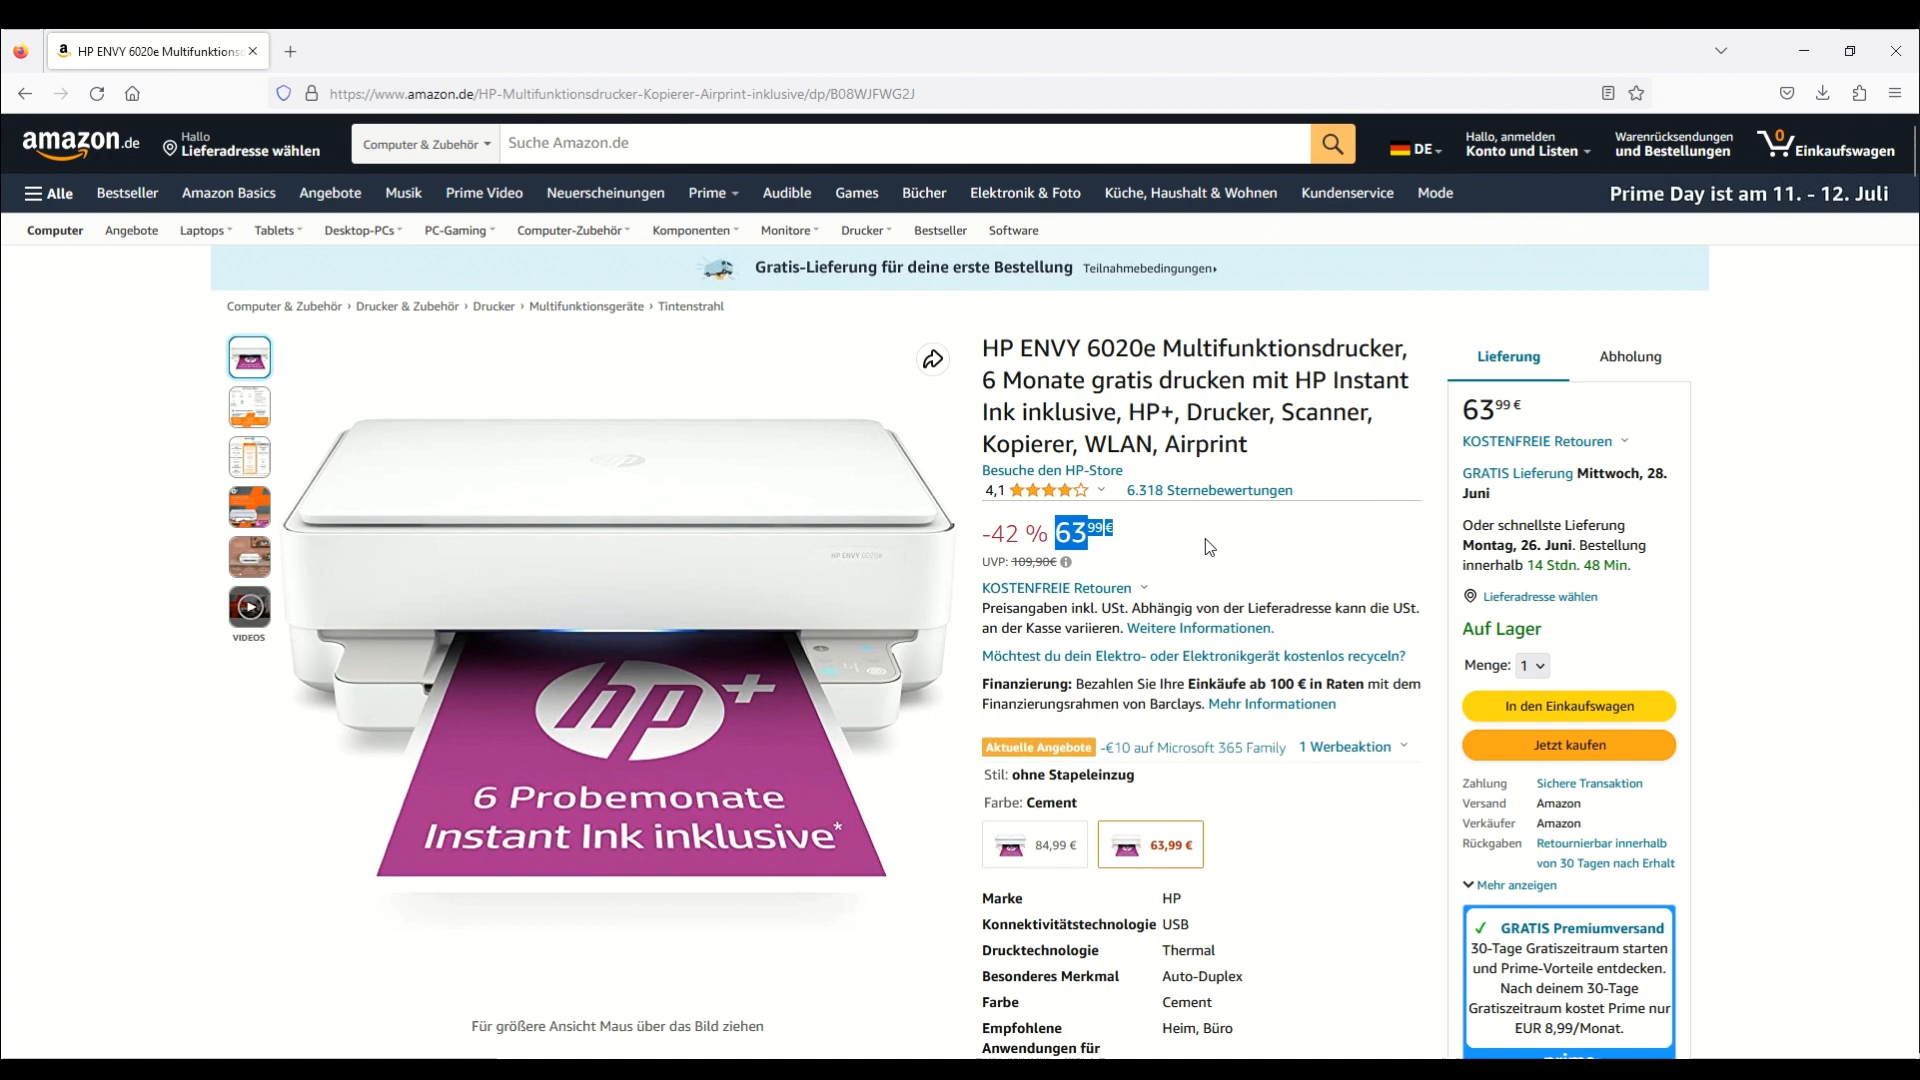 HP ENVY 6020e Multifunktions
https://www.amazon.de/HP-Multifunktionsdrucker-Kopierer-Airprint-inklusive/dp/B08WJFWG2J
amazon.de
Hallo
Lieferadresse wählen
Computer & Zubehör
Suche Amazon.de
DE
Hallo, anmelden
Konto und Listen
Warenrücksendungen
und Bestellungen
0
Einkaufswagen
Alle
Bestseller
Amazon Basics
Angebote
Musik
Prime Video
Neuerscheinungen
Prime
Audible
Games
Bücher
Elektronik & Foto
Küche, Haushalt & Wohnen
Kundenservice
Mode
Prime Day ist am 11. - 12. Juli
Computer
Angebote
Laptops
Tablets
Desktop-PCs
PC-Gaming
Computer-Zubehör
Komponenten
Monitore
Drucker
Bestseller
Software
Gratis-Lieferung für deine erste Bestellung Teilnahmebedingungen
Computer & Zubehör › Drucker & Zubehör › Drucker › Multifunktionsgeräte › Tintenstrahl
VIDEOS
hp
HP ENVY 6020e
hp+
6 Probemonate
Instant Ink inklusive*
Für größere Ansicht Maus über das Bild ziehen
HP ENVY 6020e Multifunktionsdrucker,
6 Monate gratis drucken mit HP Instant
Ink inklusive, HP+, Drucker, Scanner,
Kopierer, WLAN, Airprint
Besuche den HP-Store
4,1 6.318 Sternebewertungen
-42 % 63 99 €
UVP: 109,90€
KOSTENFREIE Retouren
Preisangaben inkl. USt. Abhängig von der Lieferadresse kann die USt.
an der Kasse variieren. Weitere Informationen.
Möchtest du dein Elektro- oder Elektronikgerät kostenlos recyceln?
Finanzierung: Bezahlen Sie Ihre Einkäufe ab 100 € in Raten mit dem
Finanzierungsrahmen von Barclays. Mehr Informationen
Aktuelle Angebote -€10 auf Microsoft 365 Family 1 Werbeaktion
Stil: ohne Stapeleinzug
Farbe: Cement
84,99 €
63,99 €
Marke HP
Konnektivitätstechnologie USB
Drucktechnologie Thermal
Besonderes Merkmal Auto-Duplex
Farbe Cement
Empfohlene Heim, Büro
Anwendungen für
Lieferung
Abholung
63 99 €
KOSTENFREIE Retouren
GRATIS Lieferung Mittwoch, 28.
Juni
Oder schnellste Lieferung
Montag, 26. Juni. Bestellung
innerhalb 14 Stdn. 48 Min.
Lieferadresse wählen
Auf Lager
Menge: 1
In den Einkaufswagen
Jetzt kaufen
Zahlung Sichere Transaktion
Versand Amazon
Verkäufer Amazon
Rückgaben Retournierbar innerhalb
von 30 Tagen nach Erhalt
Mehr anzeigen
GRATIS Premiumversand
30-Tage Gratiszeitraum starten
und Prime-Vorteile entdecken.
Nach deinem 30-Tage
Gratiszeitraum kostet Prime nur
EUR 8,99/Monat.
prime